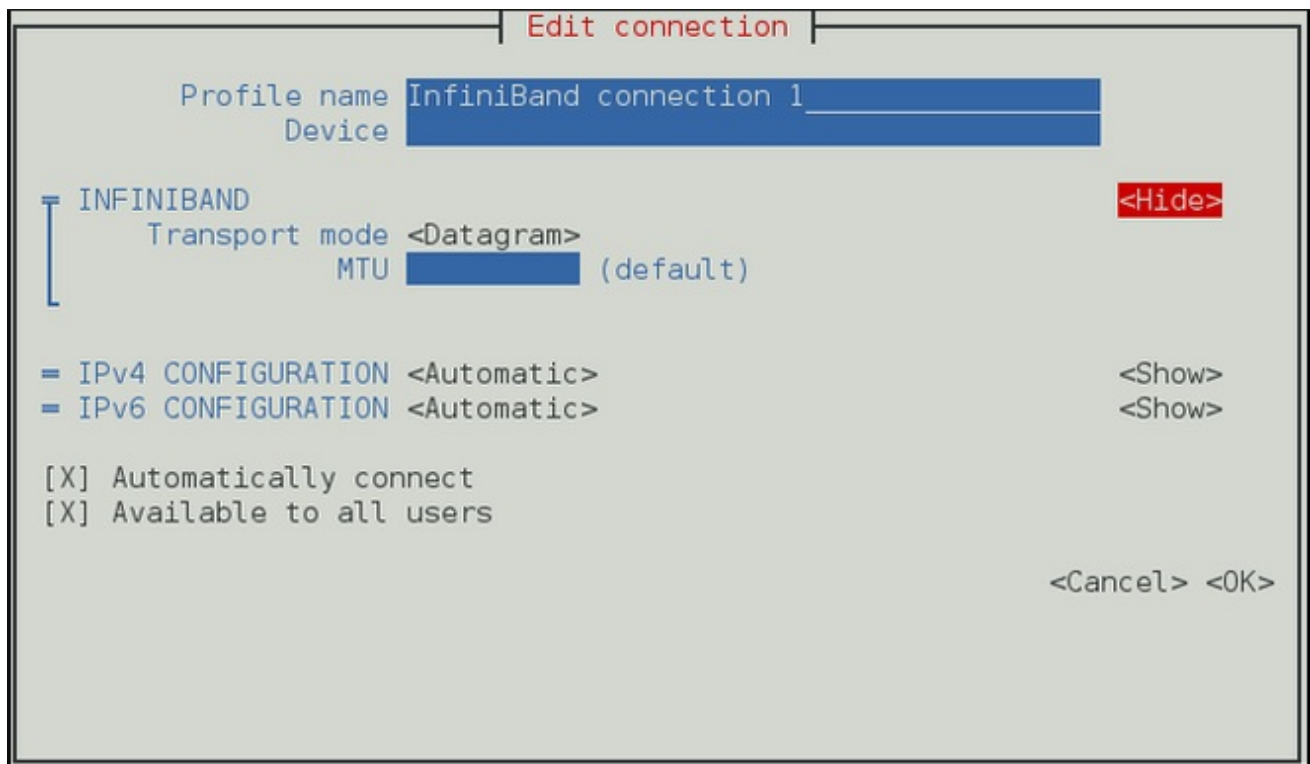 Edit connection
Profile name InfiniBand connection 1
Device
= INFINIBAND <Hide>
Transport mode <Datagram>
MTU (default)
= IPv4 CONFIGURATION <Automatic> <Show>
= IPv6 CONFIGURATION <Automatic> <Show>
[X] Automatically connect
[X] Available to all users
<Cancel> <OK>